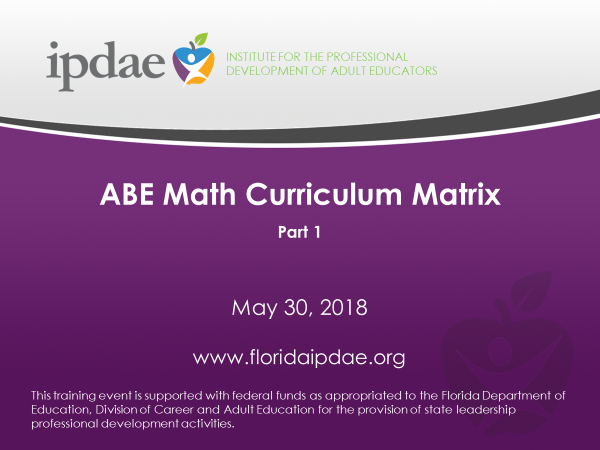 ipdae
INSTITUTE FOR THE PROFESSIONAL
DEVELOPMENT OF ADULT EDUCATORS
ABE Math Curriculum Matrix
Part 1
May 30, 2018
www.floridaipdae.org
This training event is supported with federal funds as appropriated to the Florida Department of
Education, Division of Career and Adult Education for the provision of state leadership
professional development activities.